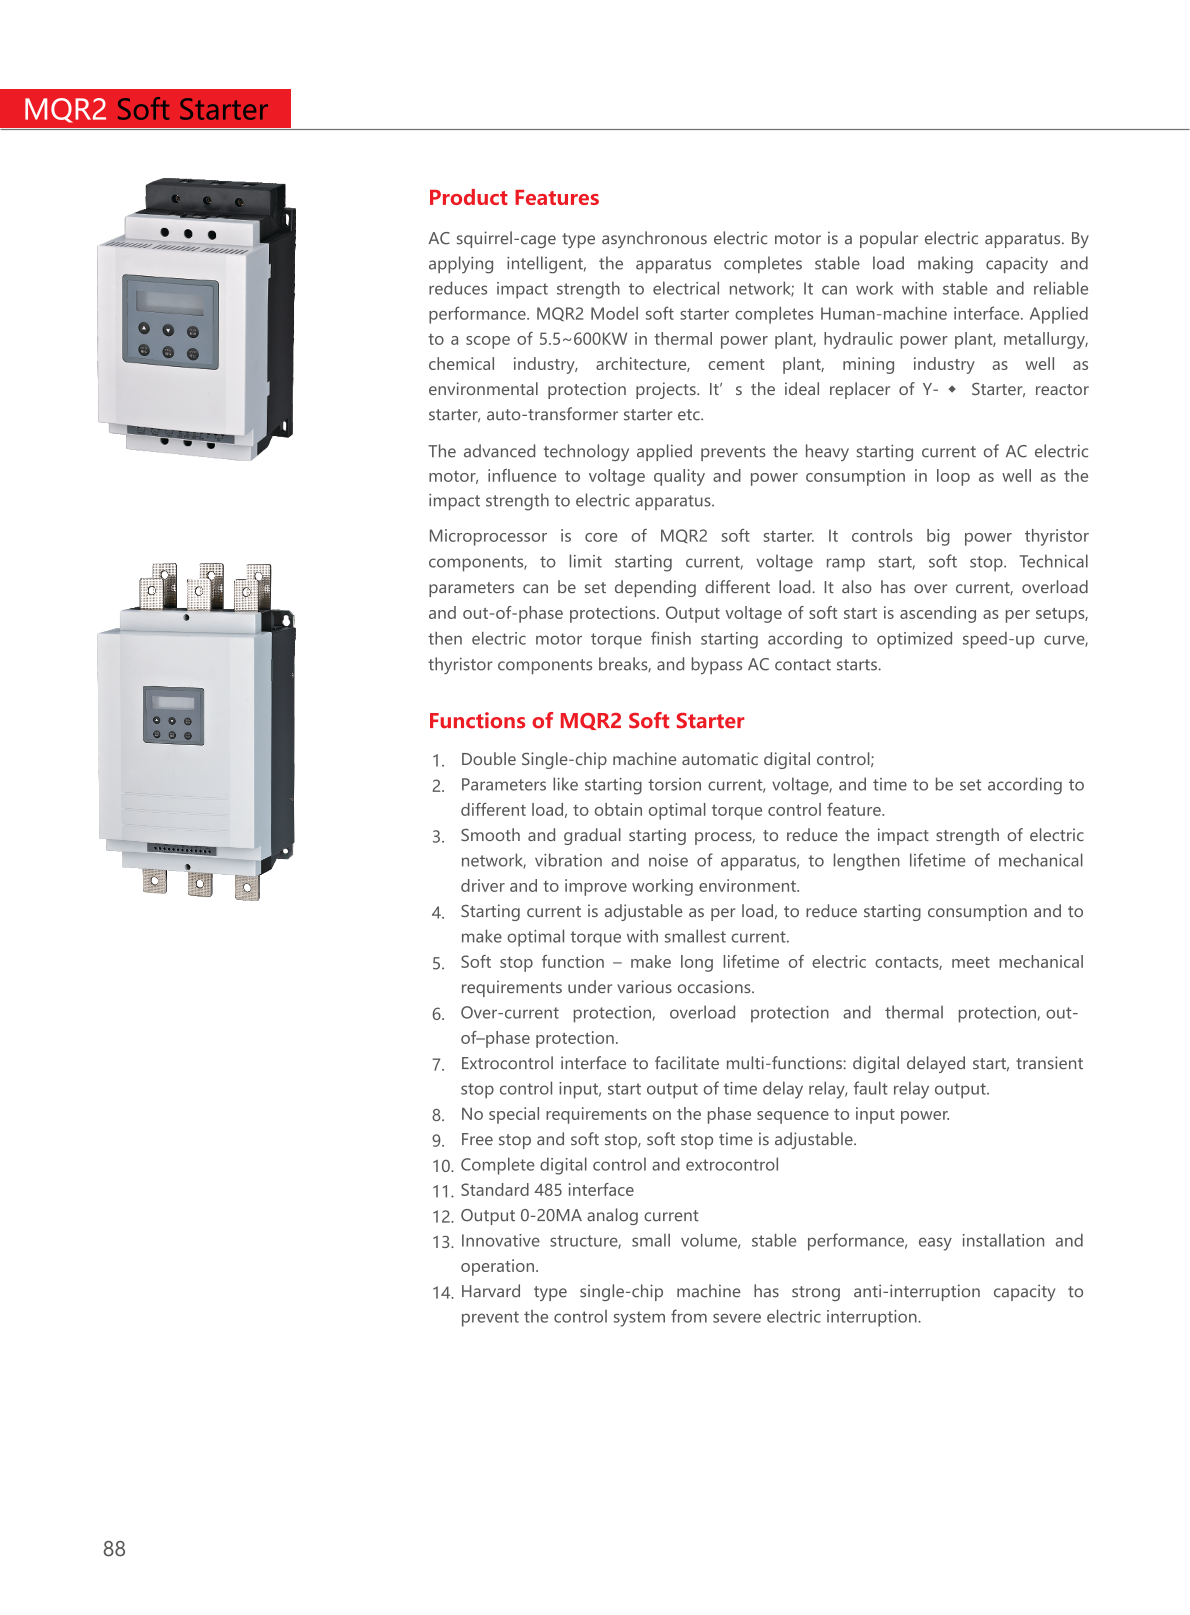 MQR2 Soft Starter
Product Features
AC squirrel-cage type asynchronous electric motor is a popular electric apparatus. By
applying intelligent, the apparatus completes stable load making capacity and
reduces impact strength to electrical network; It can work with stable and reliable
performance. MQR2 Model soft starter completes Human-machine interface. Applied
to a scope of 5.5~600KW in thermal power plant, hydraulic power plant, metallurgy,
chemical industry, architecture, cement plant, mining industry as well as
environmental protection projects. It’ s the ideal replacer of Y- ◆ Starter, reactor
starter, auto-transformer starter etc.
The advanced technology applied prevents the heavy starting current of AC electric
motor, influence to voltage quality and power consumption in loop as well as the
impact strength to electric apparatus.
Microprocessor is core of MQR2 soft starter. It controls big power thyristor
components, to limit starting current, voltage ramp start, soft stop. Technical
parameters can be set depending different load. It also has over current, overload
and out-of-phase protections. Output voltage of soft start is ascending as per setups,
then electric motor torque finish starting according to optimized speed-up curve,
thyristor components breaks, and bypass AC contact starts.
Functions of MQR2 Soft Starter
1. Double Single-chip machine automatic digital control;
2. Parameters like starting torsion current, voltage, and time to be set according to
different load, to obtain optimal torque control feature.
3. Smooth and gradual starting process, to reduce the impact strength of electric
network, vibration and noise of apparatus, to lengthen lifetime of mechanical
driver and to improve working environment.
4. Starting current is adjustable as per load, to reduce starting consumption and to
make optimal torque with smallest current.
5. Soft stop function – make long lifetime of electric contacts, meet mechanical
requirements under various occasions.
6. Over-current protection, overload protection and thermal protection, out-
of–phase protection.
7. Extrocontrol interface to facilitate multi-functions: digital delayed start, transient
stop control input, start output of time delay relay, fault relay output.
8. No special requirements on the phase sequence to input power.
9. Free stop and soft stop, soft stop time is adjustable.
10. Complete digital control and extrocontrol
11. Standard 485 interface
12. Output 0-20MA analog current
13. Innovative structure, small volume, stable performance, easy installation and
operation.
14. Harvard type single-chip machine has strong anti-interruption capacity to
prevent the control system from severe electric interruption.
88